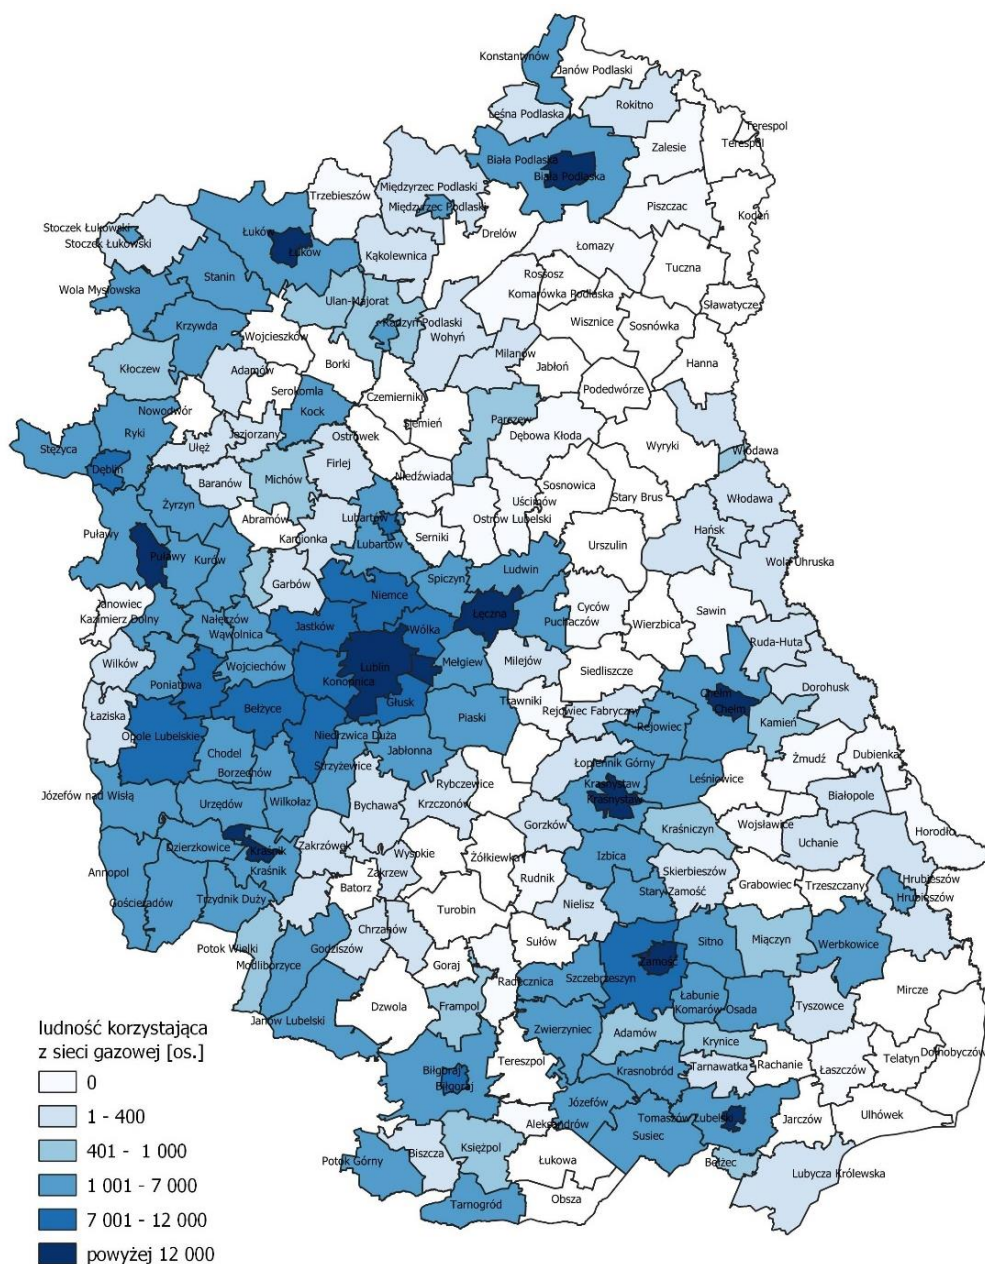 Konstantynów
Janów Podlaski
Rokitno
Leśna Podlaska
Terespol
Terespol
Zalesie
Biała Podlaska
Biała Podlaska
Międzyrzec Podlaski
Trzebieszów
Międzyrzec Podlaski
Piszczac
Kodeń
Stoczek Łukowski
Łuków
Drelów
Stoczek Łukowski
Łuków
Kąkolewnica
Łomazy
Tuczna
Stanin
Rossosz
Wola Mysłowska
Ulan-Majorat
Komarówka Podlaska
Sławatycze
Krzywda
Radzyń Podlaski
Wisznice
Sosnówka
Wojcieszków
Wohyń
Milanów
Kłoczew
Adamów
Borki
Jabłoń
Hanna
Serokomla
Czemierniki
Podedwórze
Nowodwór
Kock
Siemień
Parczew
Ryki
Jeziorzany
Ostrówek
Dębowa Kłoda
Wyryki
Włodawa
Stężyca
Ułęż
Firlej
Dęblin
Baranów
Michów
Niedźwiada
Sosnowica
Stary Brus
Włodawa
Żyrzyn
Uścimów
Abramów
Lubartów
Ostrów Lubelski
Hańsk
Puławy
Kamionka
Serniki
Lubartów
Urszulin
Puławy
Kurów
Wola Uhruska
Garbów
Spiczyn
Ludwin
Janowiec
Niemce
Cyców
Sawin
Kazimierz Dolny
Nałęczów
Jastków
Wólka
Łęczna
Puchaczów
Wierzbica
Wąwolnica
Ruda-Huta
Wilków
Wojciechów
Lublin
Mełgiew
Milejów
Siedliszcze
Poniatowa
Konopnica
Dorohusk
Łaziska
Bełżyce
Głusk
Trawniki
Chełm
Chełm
Piaski
Rejowiec Fabryczny
Kamień
Opole Lubelskie
Niedrzwica Duża
Rejowiec
Chodel
Jabłonna
Żmudź
Dubienka
Borzechów
Strzyżewice
Łopiennik Górny
Józefów nad Wisłą
Rybczewice
Krasnystaw
Leśniowice
Urzędów
Wilkołaz
Bychawa
Krzczonów
Krasnystaw
Białopole
Gorzków
Kraśniczyn
Wojsławice
Horodło
Dzierzkowice
Kraśnik
Zakrzówek
Wysokie
Żółkiewka
Izbica
Uchanie
Annopol
Kraśnik
Zakrzew
Rudnik
Skierbieszów
Hrubieszów
Gościeradów
Trzydnik Duży
Batorz
Stary Zamość
Grabowiec
Trzeszczany
Hrubieszów
Turobin
Nielisz
Potok Wielki
Godziszów
Chrzanów
Sułów
Sitno
Miączyn
Werbkowice
Modliborzyce
Goraj
Zamość
Radecznica
Szczebrzeszyn
Mircze
Dzwola
Frampol
Łabunie
Komarów-Osada
Tyszowce
Janów Lubelski
Zwierzyniec
Adamów
Krynice
Biłgoraj
Tereszpol
Krasnobród
Tarnawatka
Rachanie
Łaszczów
Telatyn
Dołhobyczów
Biłgoraj
Józefów
Tomaszów Lubelski
Jarczów
Ulhówek
Aleksandrów
Susiec
Potok Górny
Biszcza
Księżpol
Łukowa
Bełżec
Lubycza Królewska
Tarnogród
Obsza
ludność korzystająca
z sieci gazowej [os.]
0
1 - 400
401 - 1 000
1 001 - 7 000
7 001 - 12 000
powyżej 12 000